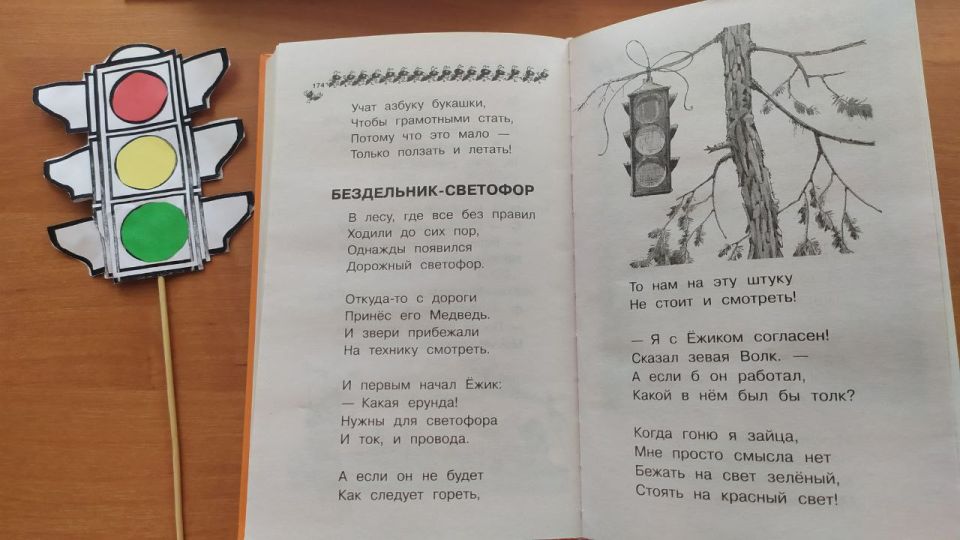 174
Учат азбуку букашки,
Чтобы грамотными стать,
Потому что это мало —
Только ползать и летать!
БЕЗДЕЛЬНИК-СВЕТОФОР
В лесу, где все без правил
Ходили до сих пор,
Однажды появился
Дорожный светофор.
Откуда-то с дороги
Принёс его Медведь.
И звери прибежали
На технику смотреть.
И первым начал Ёжик:
— Какая ерунда!
Нужны для светофора
И ток, и провода.
А если он не будет
Как следует гореть,
То нам на эту штуку
Не стоит и смотреть!
— Я с Ёжиком согласен!
Сказал зевая Волк. —
А если б он работал,
Какой в нём был бы толк?
Когда гоню я зайца,
Мне просто смысла нет
Бежать на свет зелёный,
Стоять на красный свет!